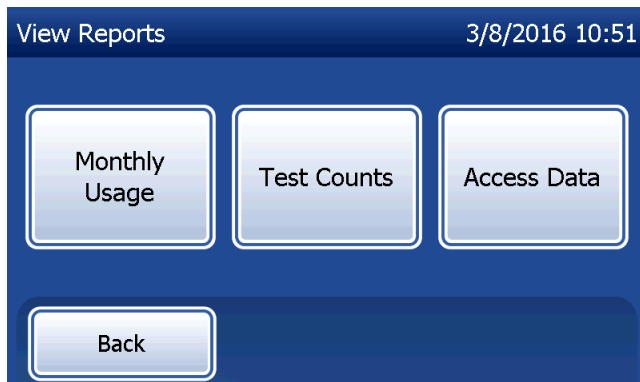 View Reports 3/8/2016 10:51
Monthly
Usage
Test Counts
Access Data
Back